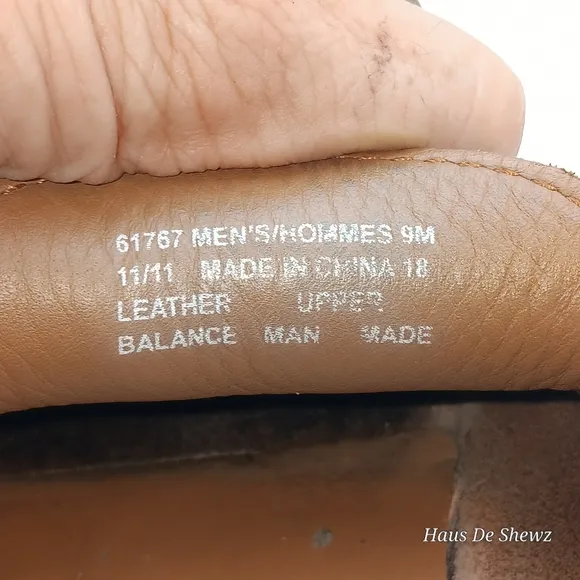 61767 MEN'S/HOMMES 9M
11/11 MADE IN CHINA 18
LEATHER UPPER
BALANCE MAN MADE
Haus De Shewz